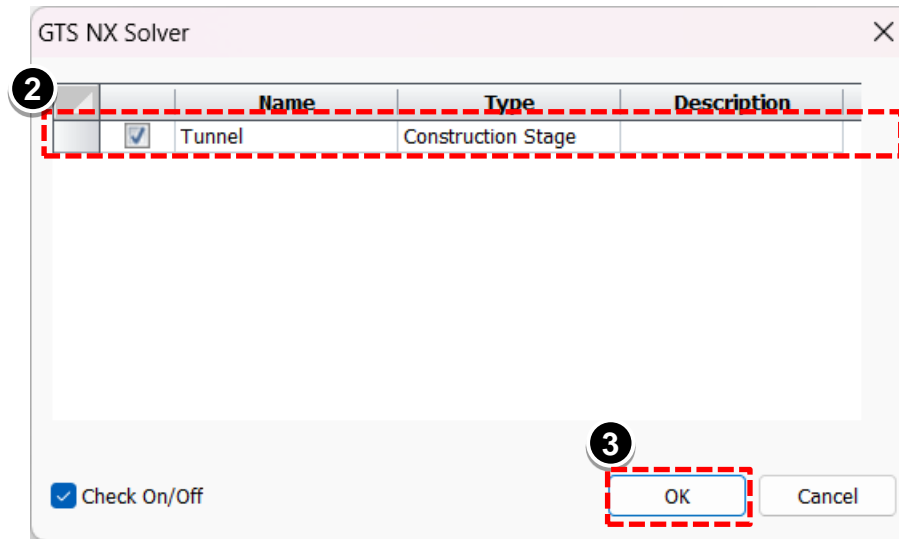 GTS NX Solver
2
Name Type Description
Tunnel Construction Stage
3
Check On/Off OK Cancel